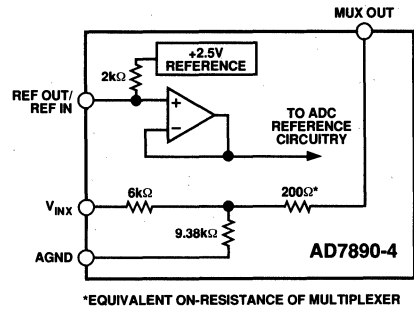 MUX OUT
+2.5V
REFERENCE
2kΩ
REF OUT/
REF IN
+
−
TO ADC
REFERENCE
CIRCUITRY
6kΩ
200Ω*
VINX
9.38kΩ
AGND
AD7890-4
*EQUIVALENT ON-RESISTANCE OF MULTIPLEXER